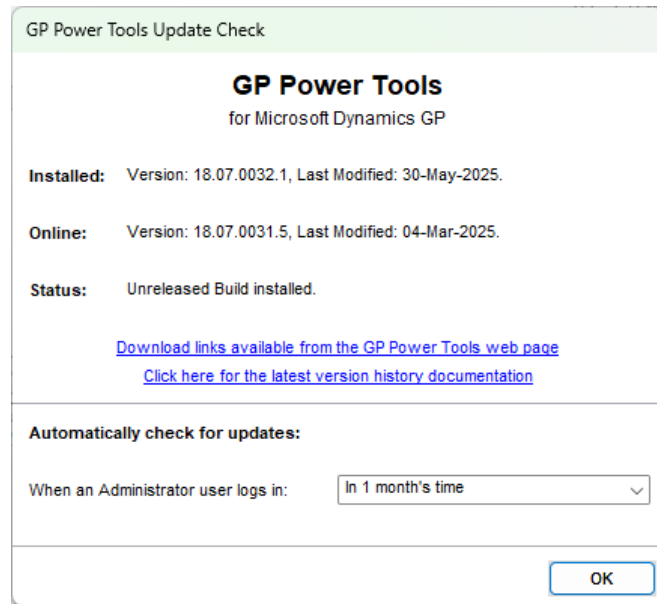 GP Power Tools Update Check
GP Power Tools
for Microsoft Dynamics GP
Installed: Version: 18.07.0032.1, Last Modified: 30-May-2025.
Online: Version: 18.07.0031.5, Last Modified: 04-Mar-2025.
Status: Unreleased Build installed.
Download links available from the GP Power Tools web page
Click here for the latest version history documentation
Automatically check for updates:
When an Administrator user logs in: In 1 month's time
OK